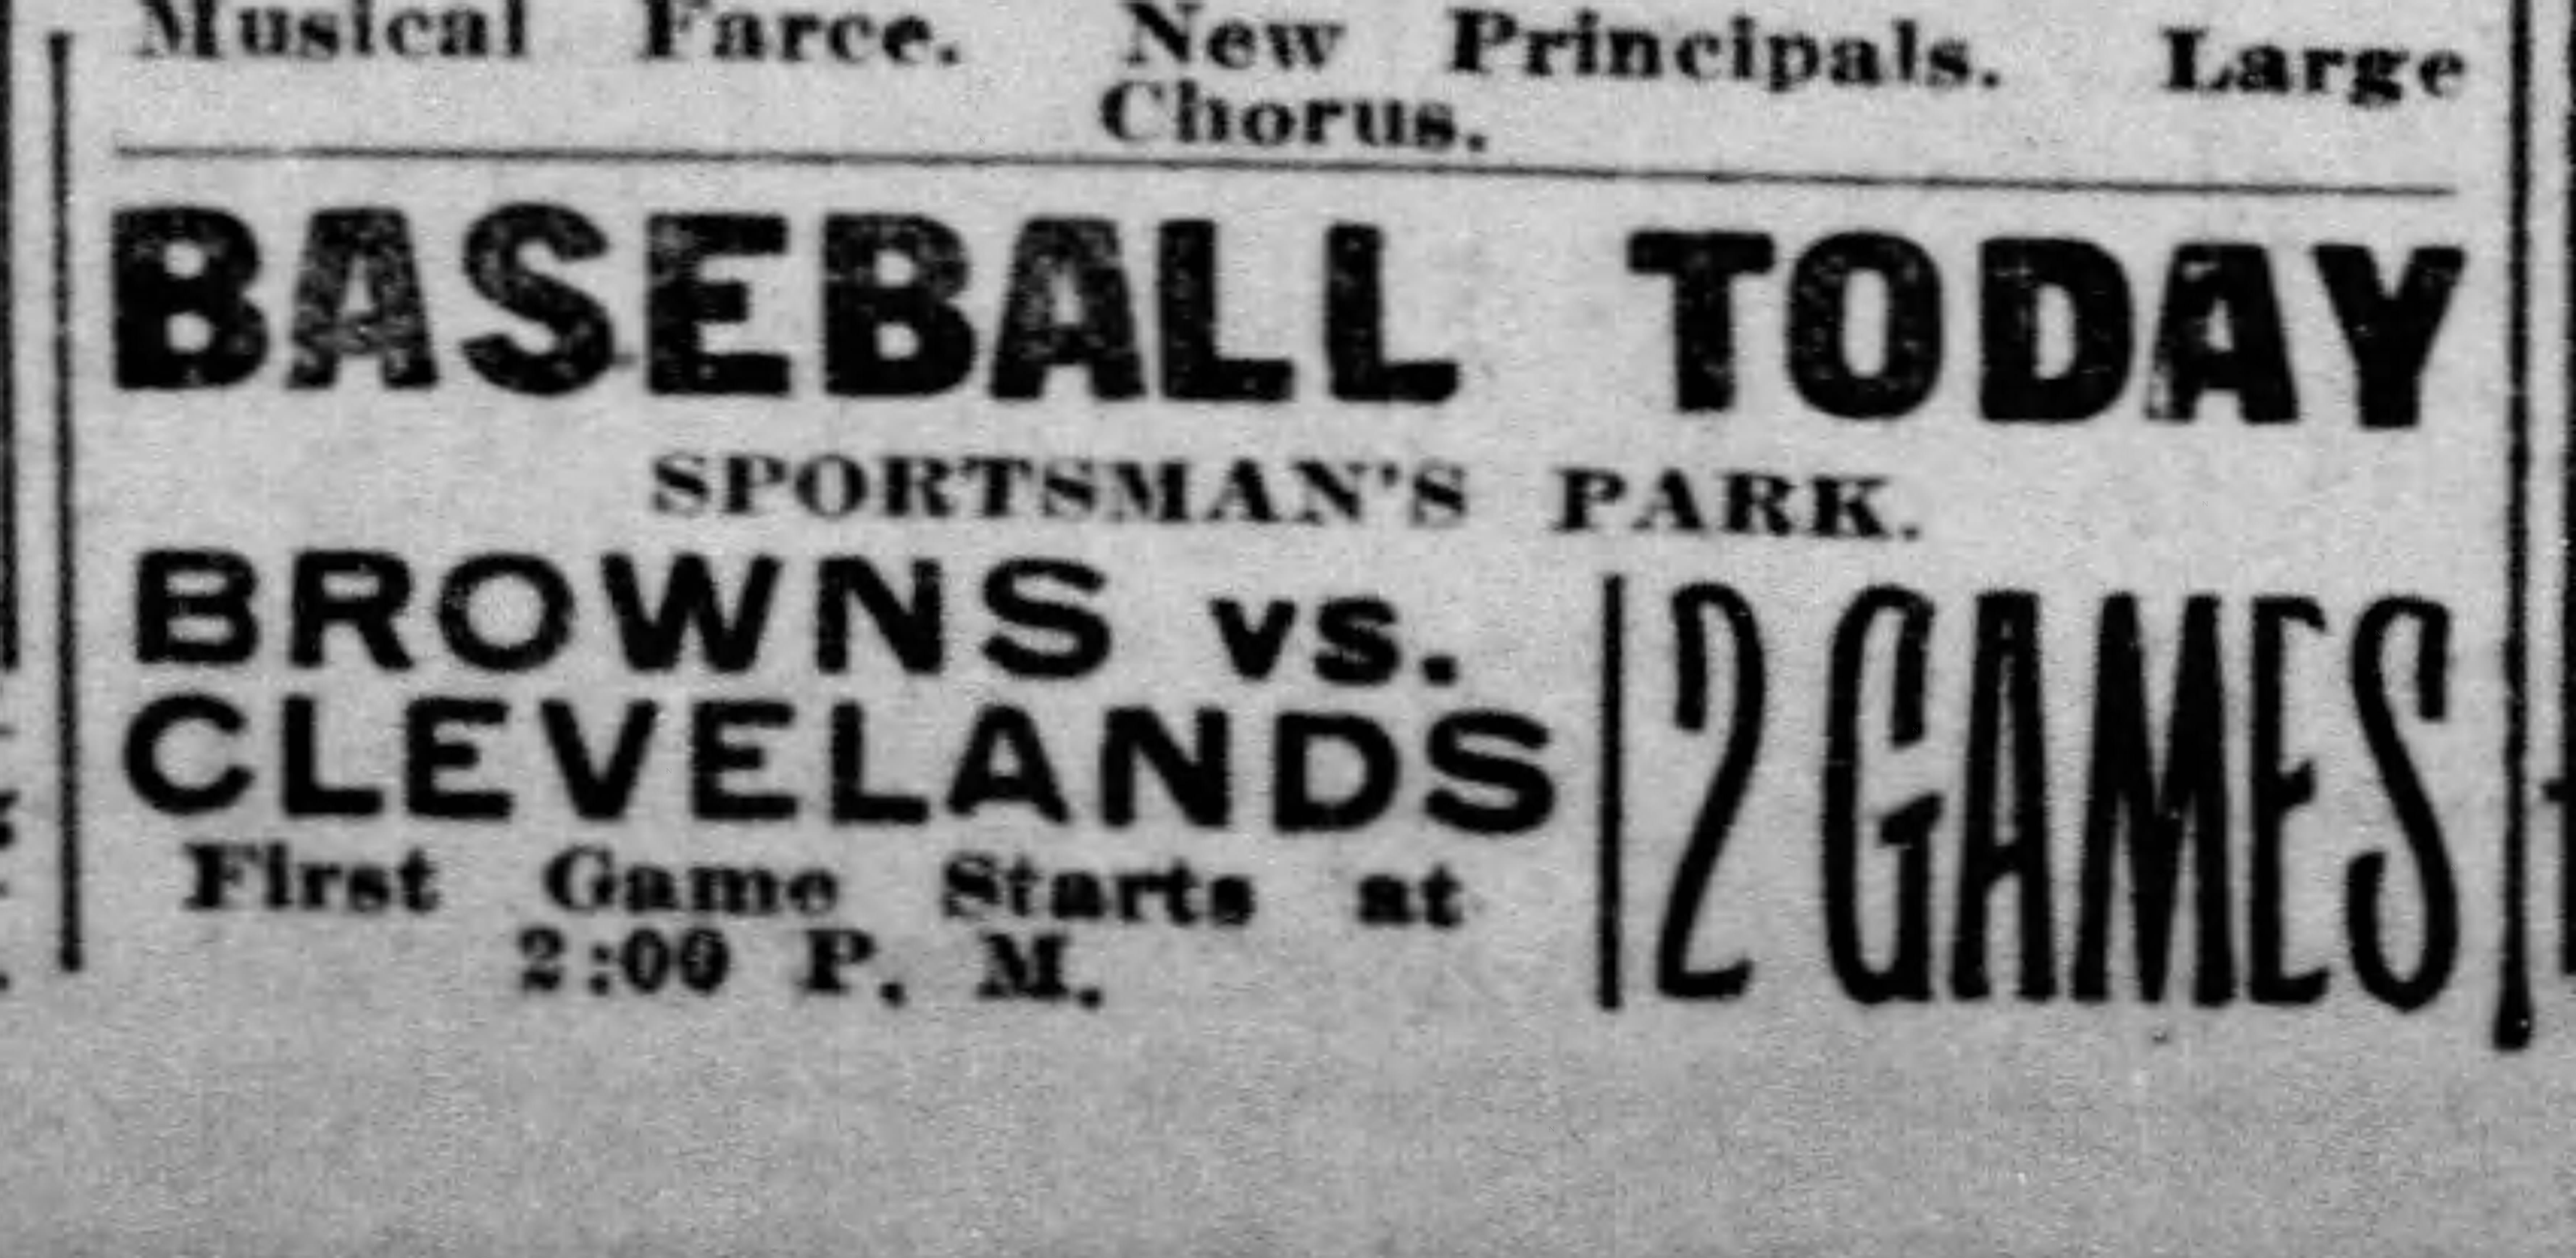 Musical Farce. New Principals. Large
Chorus.
BASEBALL TODAY
SPORTSMAN'S PARK.
BROWNS vs.
CLEVELANDS
First Game Starts at
2:00 P. M.
2 GAMES